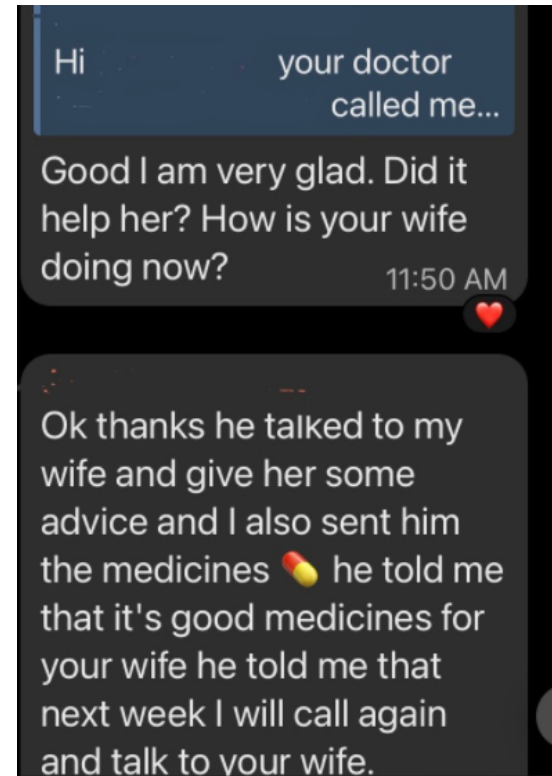 Hi your doctor
called me...
Good I am very glad. Did it
help her? How is your wife
doing now?
11:50 AM
Ok thanks he talked to my
wife and give her some
advice and I also sent him
the medicines 💊 he told me
that it's good medicines for
your wife he told me that
next week I will call again
and talk to your wife.